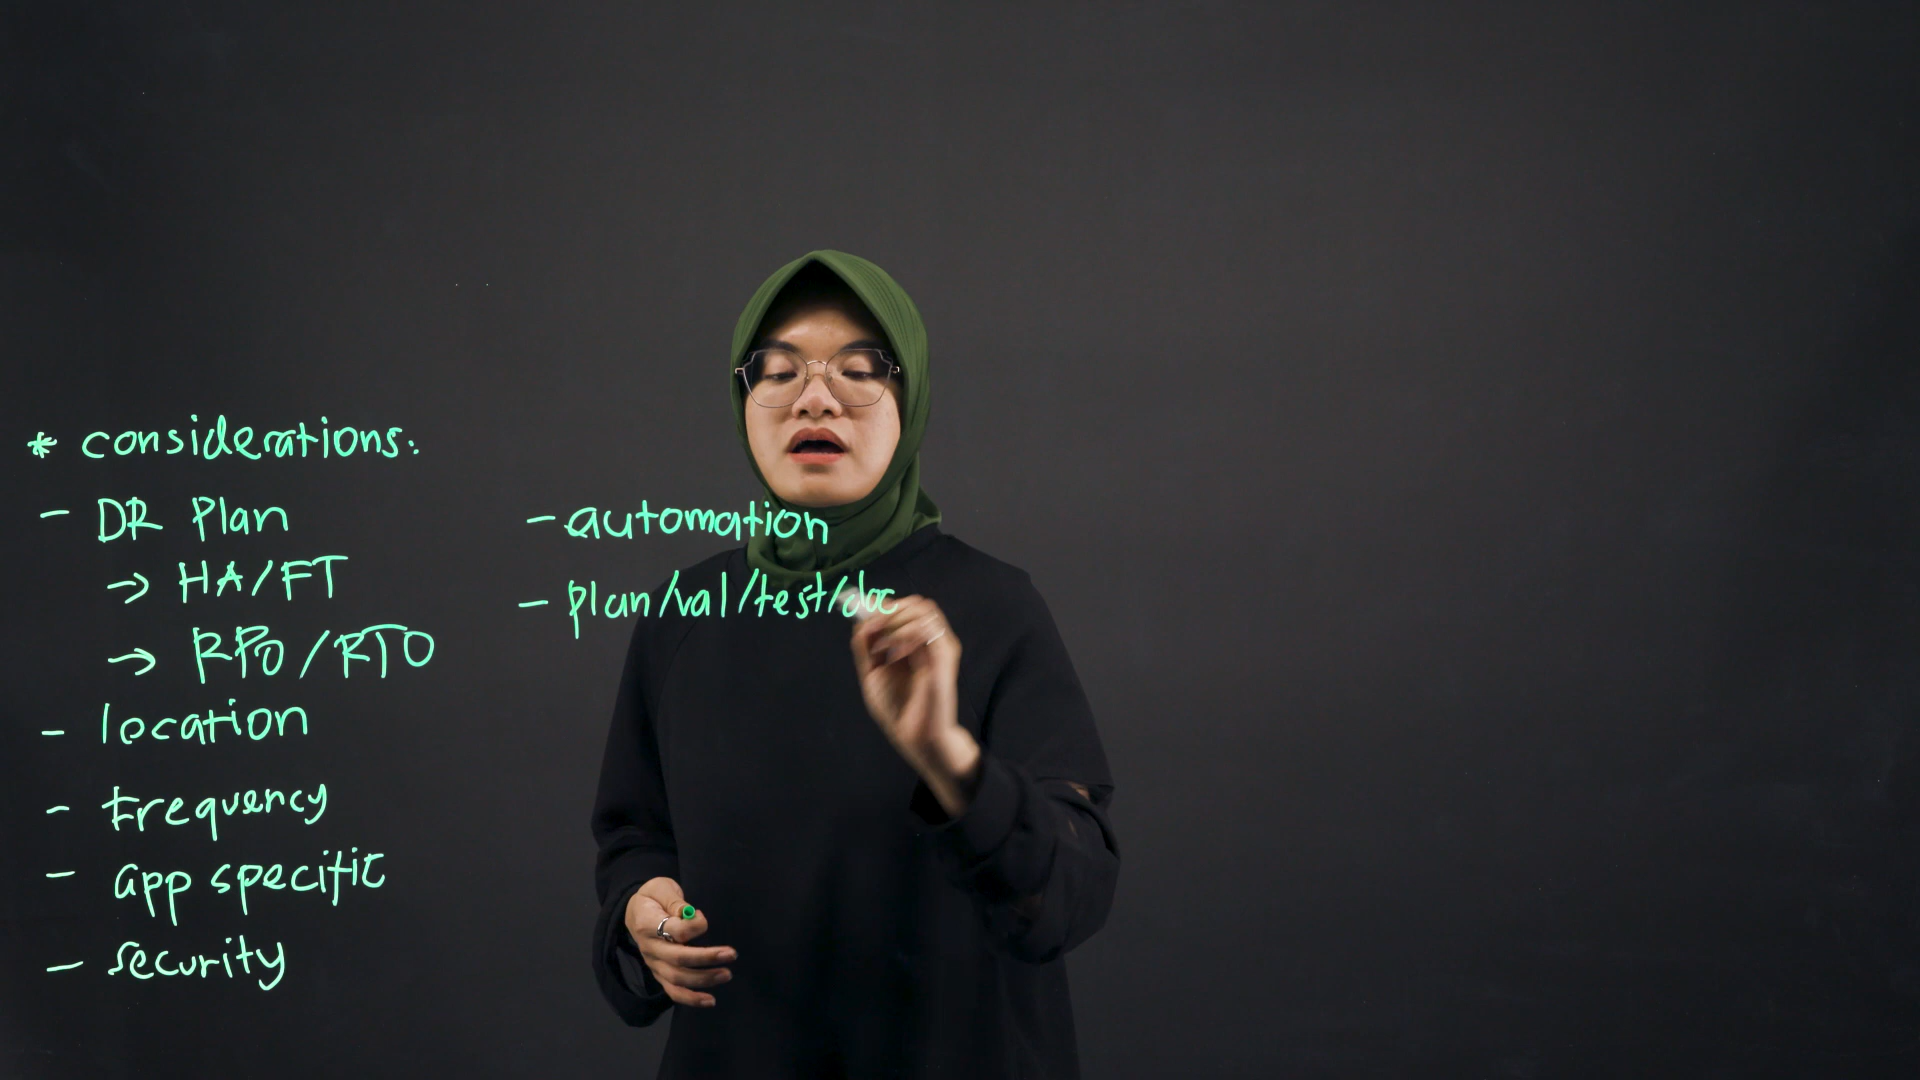 * considerations:
- DR Plan
→ HA/FT
→ RPO/RTO
- location
- Frequency
- app specific
- security
- automation
- plan/val/test/doc